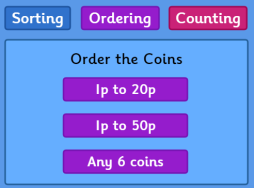 Sorting Ordering Counting
Order the Coins
1p to 20p
1p to 50p
Any 6 coins